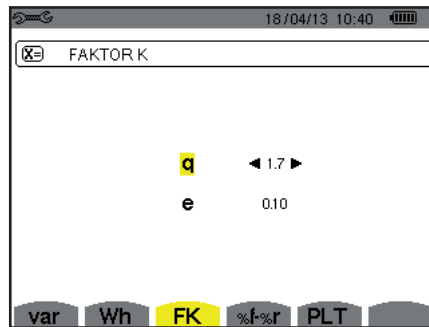 18/04/13 10:40
X= FAKTOR K
q ◄ 1.7 ►
e 0.10
var Wh FK %f-%r PLT